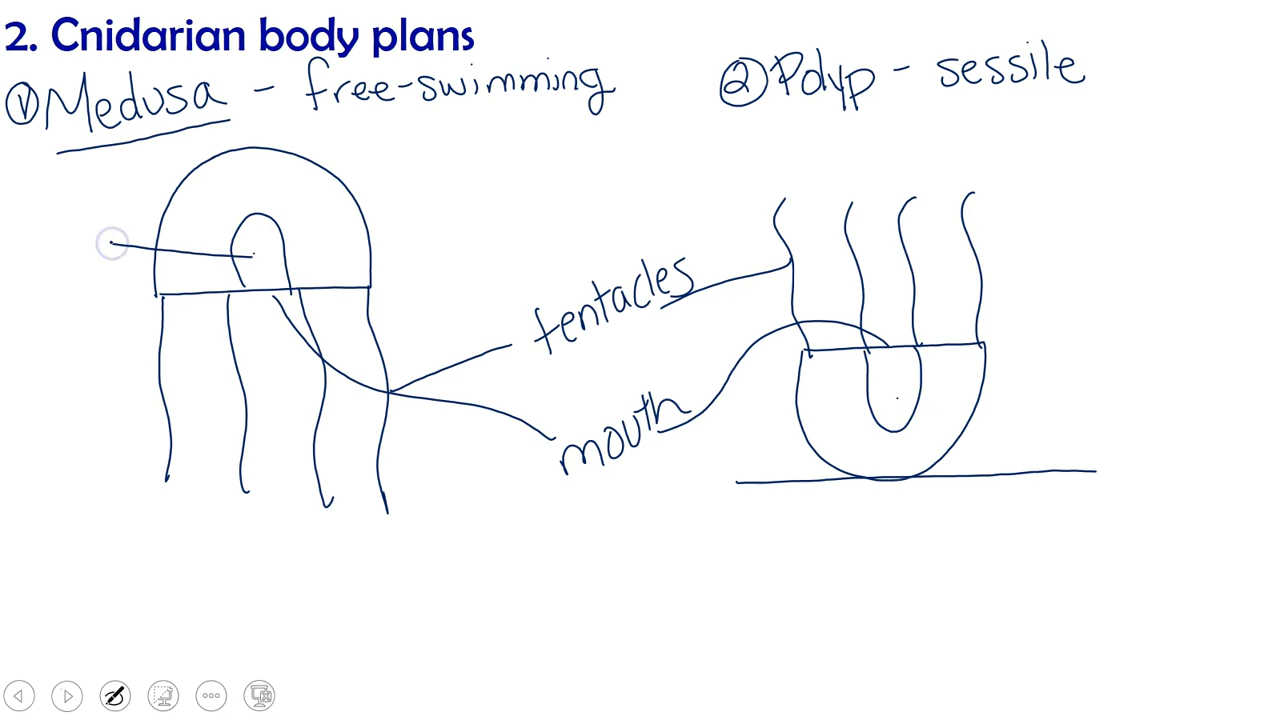 2. Cnidarian body plans
① Medusa - free-swimming
② Polyp - sessile
tentacles
mouth